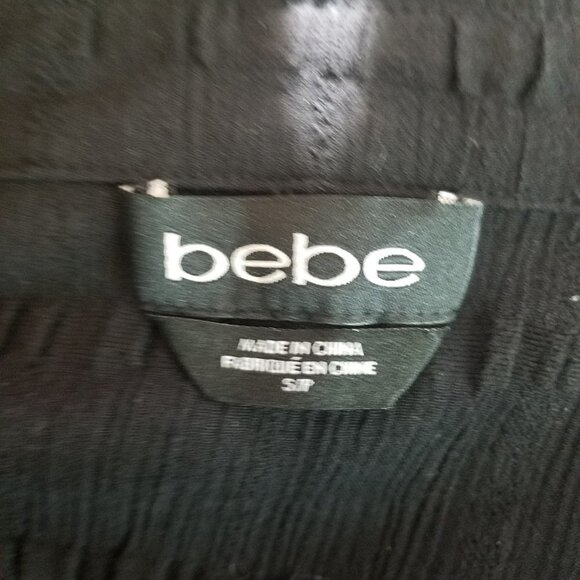 bebe
MADE IN CHINA
FABRIQUÉ EN CHINE
S/P